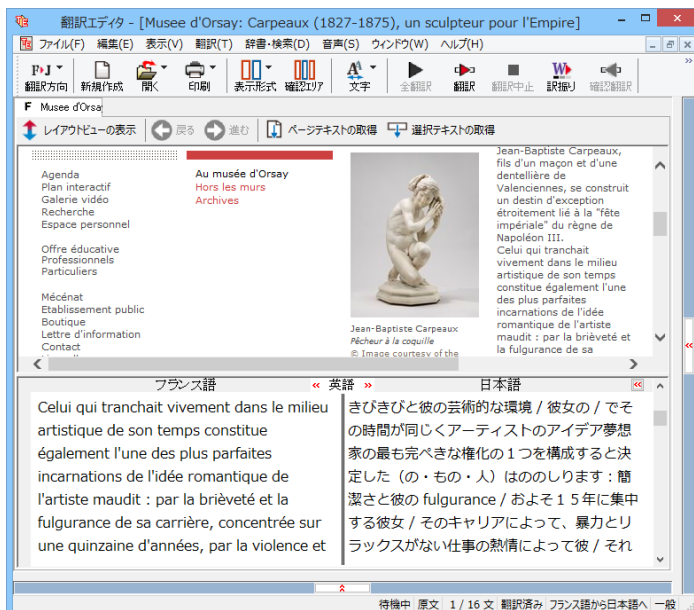 翻訳エディタ - [Musee d'Orsay: Carpeaux (1827-1875), un sculpteur pour l'Empire]
ファイル(F) 編集(E) 表示(V) 翻訳(T) 辞書・検索(D) 音声(S) ウィンドウ(W) ヘルプ(H)
翻訳方向 新規作成 開く 印刷 表示形式 確認エリア 文字 全翻訳 翻訳 翻訳中止 訳振り 確認翻訳
F Musee d'Orsa
レイアウトビューの表示 戻る 進む ページテキストの取得 選択テキストの取得
Agenda
Plan interactif
Galerie vidéo
Recherche
Espace personnel
Offre éducative
Professionnels
Particuliers
Mécénat
Etablissement public
Boutique
Lettre d'information
Contact
Au musée d'Orsay
Hors les murs
Archives
Jean-Baptiste Carpeaux
Pêcheur à la coquille
© Image courtesy of the
Jean-Baptiste Carpeaux,
fils d'un maçon et d'une
dentellière de
Valenciennes, se construit
un destin d'exception
étroitement lié à la "fête
impériale" du règne de
Napoléon III.
Celui qui tranchait
vivement dans le milieu
artistique de son temps
constitue également l'une
des plus parfaites
incarnations de l'idée
romantique de l'artiste
maudit : par la brièveté et
la fulgurance de sa
フランス語 « 英語 » 日本語 «
Celui qui tranchait vivement dans le milieu
artistique de son temps constitue
également l'une des plus parfaites
incarnations de l'idée romantique de
l'artiste maudit : par la brièveté et la
fulgurance de sa carrière, concentrée sur
une quinzaine d'années, par la violence et
きびきびと彼の芸術的な環境 / 彼女の / でそ
の時間が同じくアーティストのアイデア夢想
家の最も完ぺきな権化の１つを構成すると決
定した（の・もの・人）はののしります：簡
潔さと彼の fulgurance / およそ１５年に集中
する彼女 / そのキャリアによって、暴力とリ
ラックスがない仕事の熱情によって彼 / それ
待機中 原文 1 / 16 文 翻訳済み フランス語から日本語へ 一般